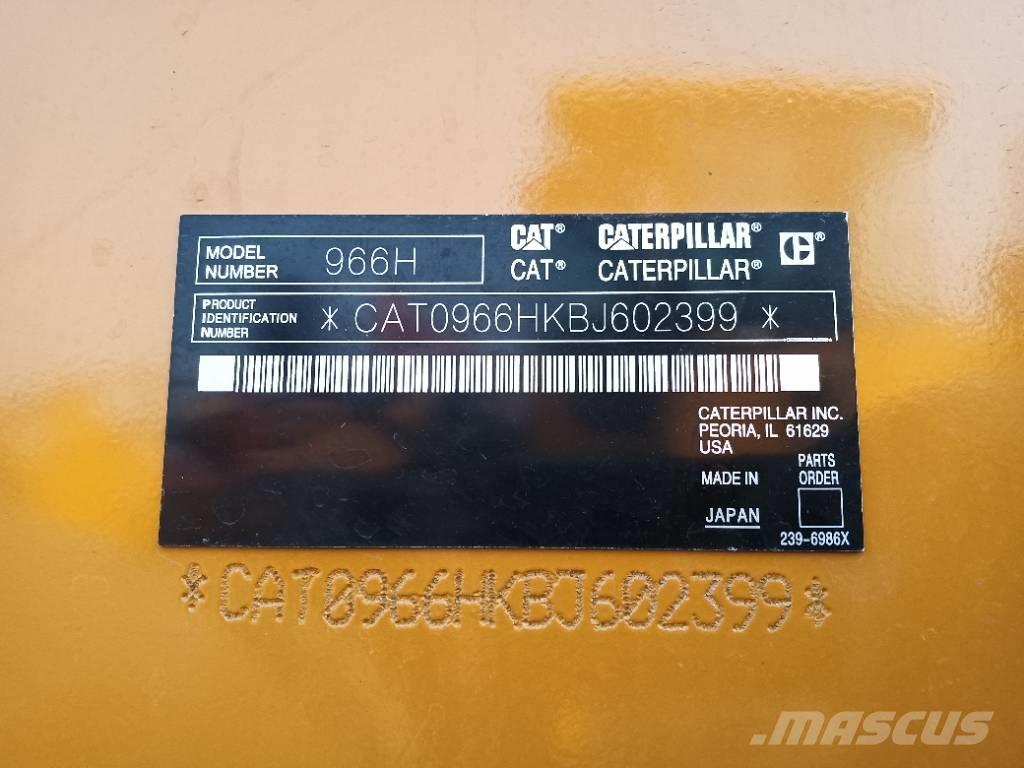 MODEL NUMBER 966H
CAT® CATERPILLAR®
CAT® CATERPILLAR® ®
PRODUCT
IDENTIFICATION
NUMBER
*CAT0966HKBJ602399*
CATERPILLAR INC.
PEORIA, IL 61629
USA
MADE IN
JAPAN
PARTS
ORDER
239-6986X
*CAT0966HKBJ602399*
MASCUS